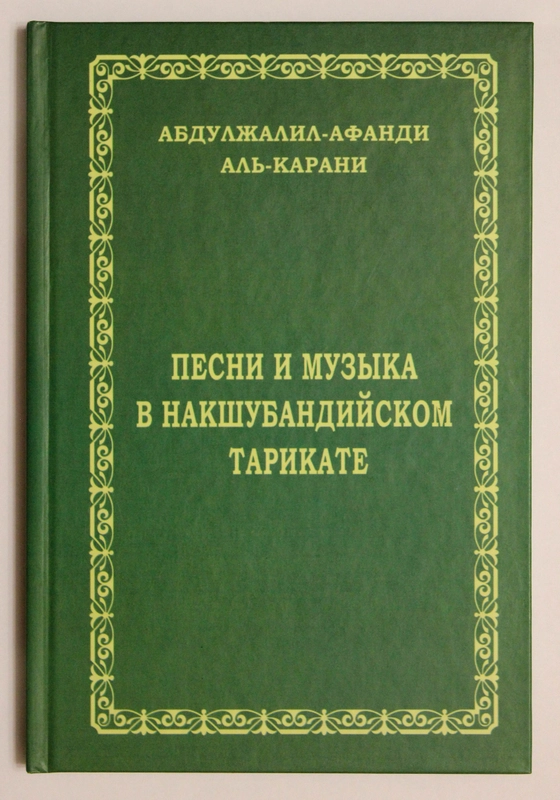 АБДУЛЖАЛИЛ-АФАНДИ
АЛЬ-КАРАНИ
ПЕСНИ И МУЗЫКА
В НАКШУБАНДИЙСКОМ
ТАРИКАТЕ